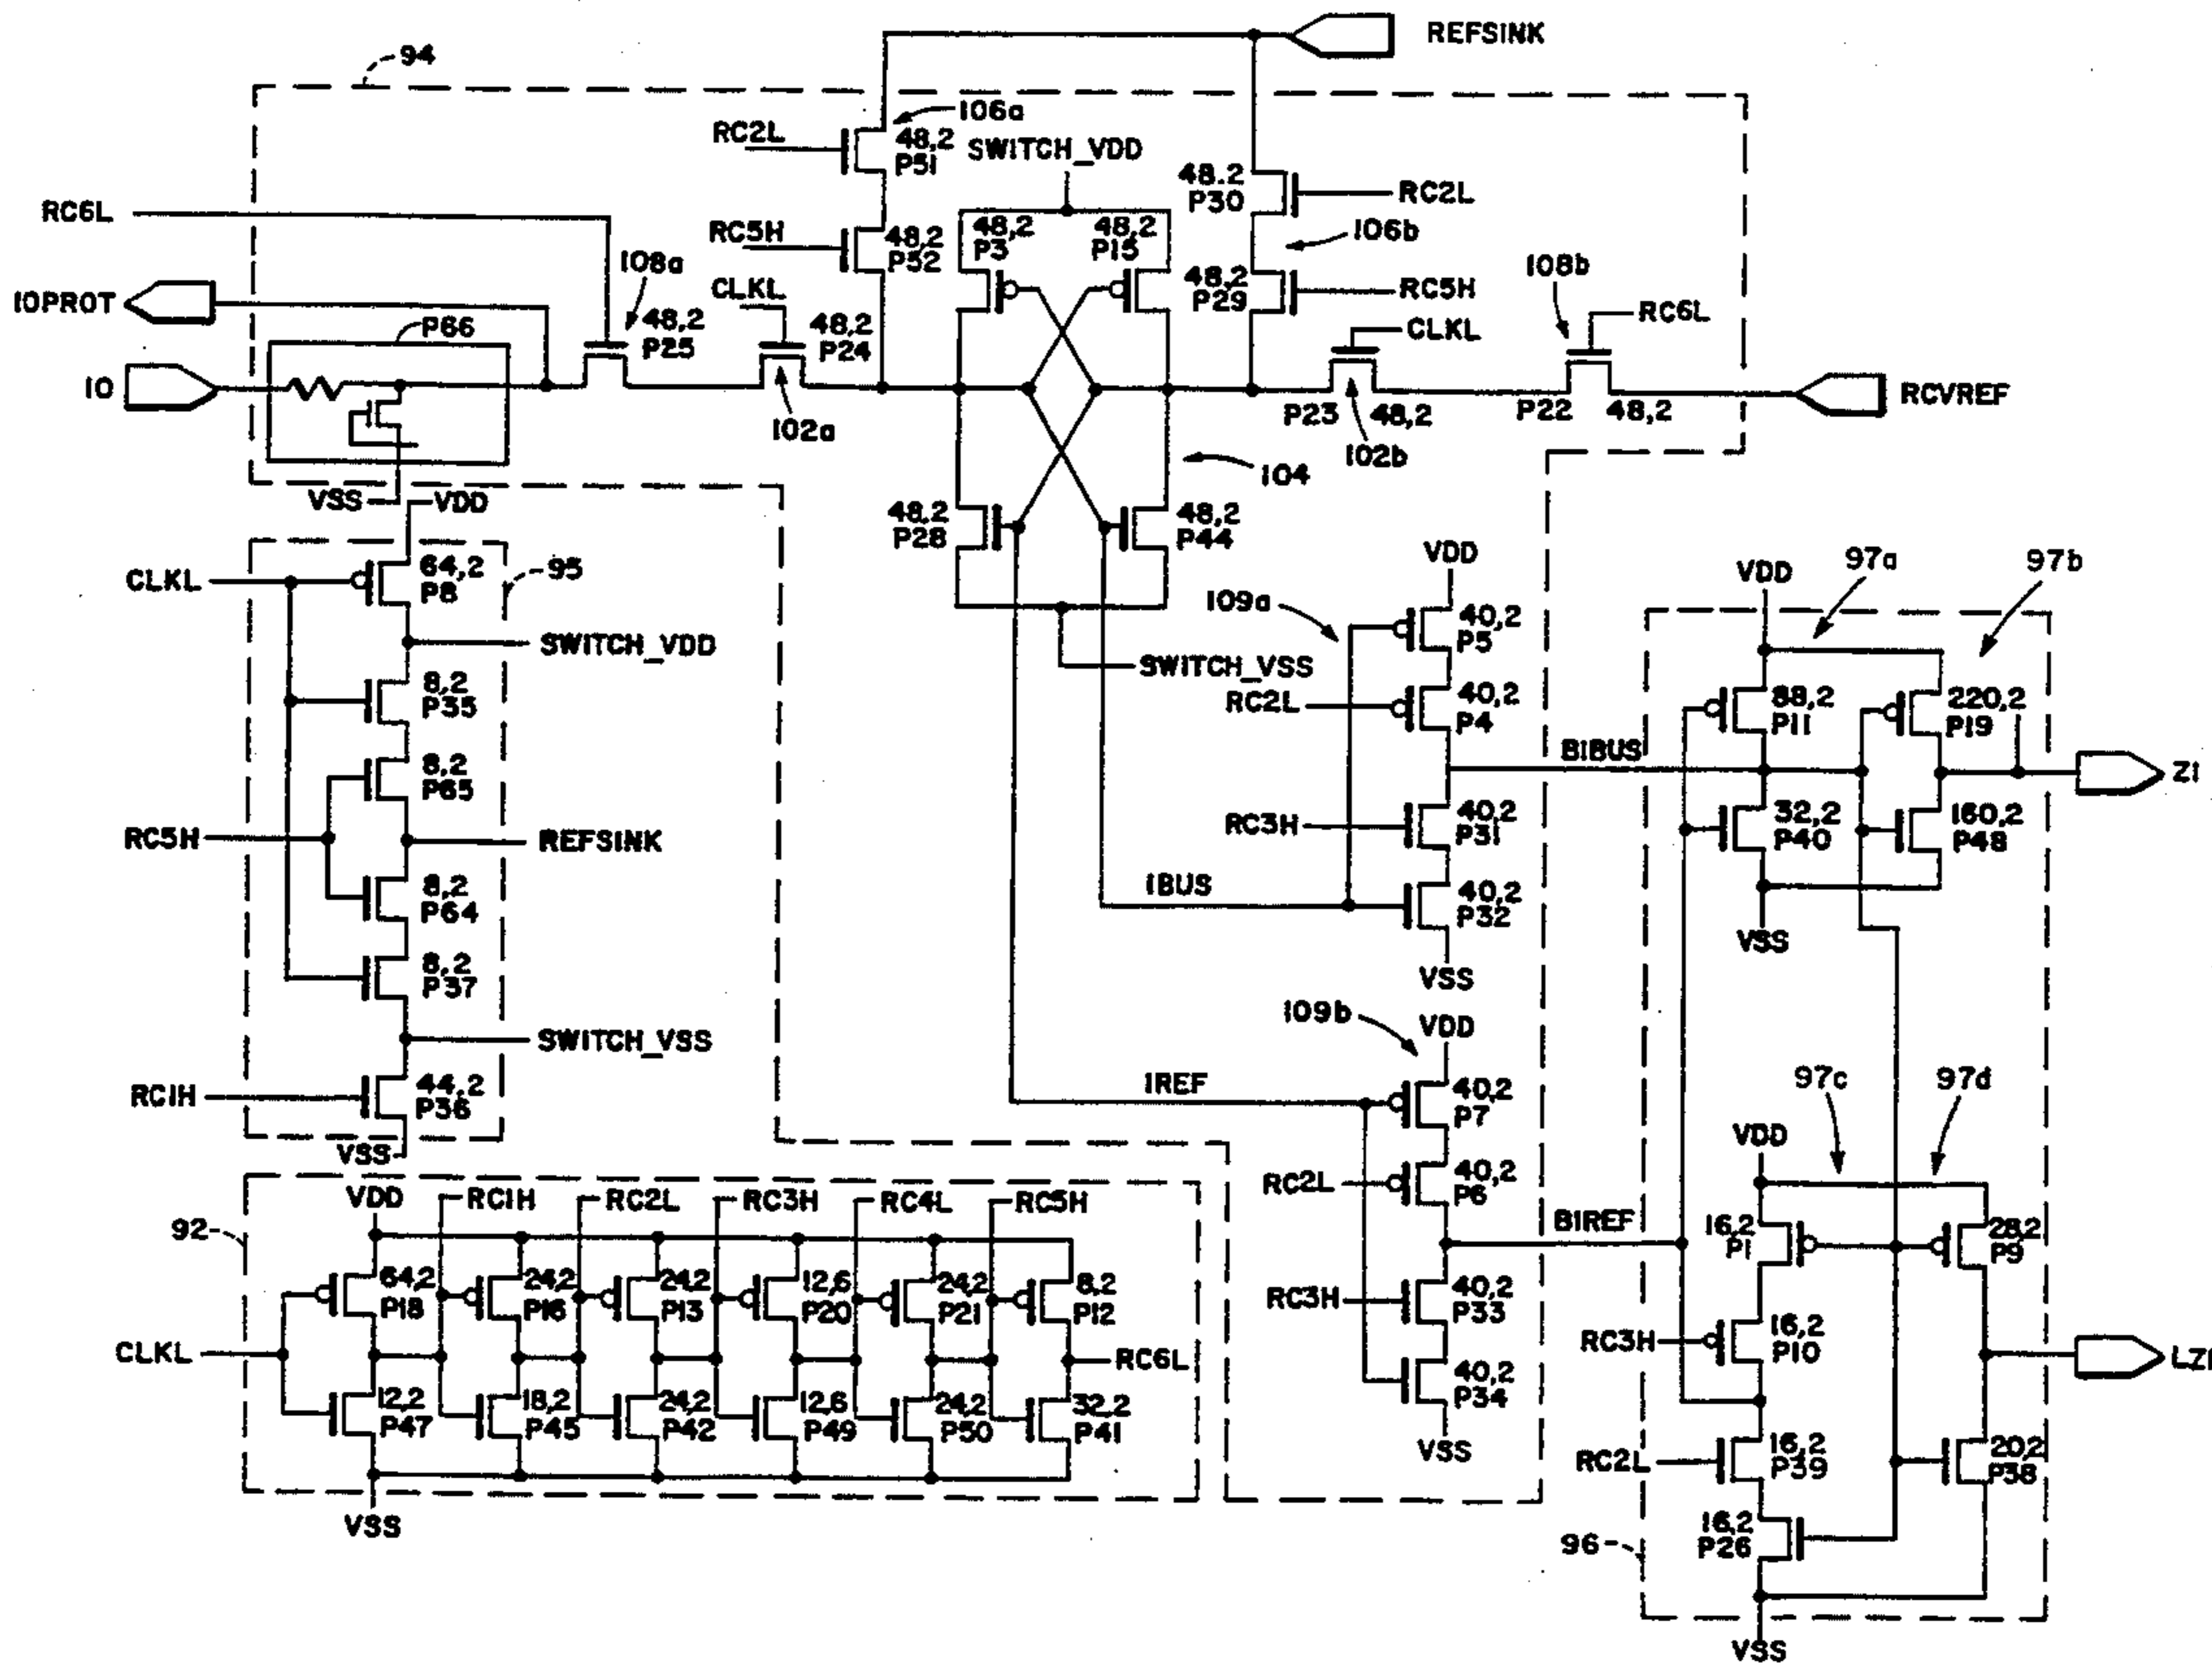 REFSINK
94
106a
RC2L
48,2
P51
SWITCH_VDD
48.2
P30
RC2L
RC6L
RC5H
48,2
P52
48,2
P3
48,2
P15
106b
108a
108b
48,2
P29
RC5H
IOPROT
CLKL
RC6L
P66
48,2
P25
48,2
P24
CLKL
IO
102a
P23
48,2
P22
48,2
RCVREF
102b
104
VSS
VDD
48,2
P28
48,2
P44
CLKL
64,2
P8
95
VDD
97a
97b
VDD
109a
40,2
P5
SWITCH_VDD
SWITCH_VSS
8,2
P35
RC2L
40,2
P4
88,2
P11
220,2
P19
8,2
P65
BIBUS
Z1
RC5H
REFSINK
RC3H
40,2
P31
32,2
P40
160,2
P48
8,2
P64
IBUS
40,2
P32
VSS
8,2
P37
VSS
109b
VDD
SWITCH_VSS
RC1H
44,2
P36
IREF
40,2
P7
97c
97d
VSS
VDD
VDD
RC1H
RC2L
RC3H
RC4L
RC5H
RC2L
40,2
P6
92
BIREF
16,2
P1
28,2
P9
64,2
P18
24,2
P16
24,2
P13
12,6
P20
24,2
P21
8,2
P12
RC3H
40,2
P33
RC3H
16,2
P10
CLKL
RC6L
LZ1
12,2
P47
18,2
P45
24,2
P42
12,6
P49
24,2
P50
32,2
P41
40,2
P34
VSS
RC2L
16,2
P39
20,2
P38
VSS
16,2
P26
96
VSS